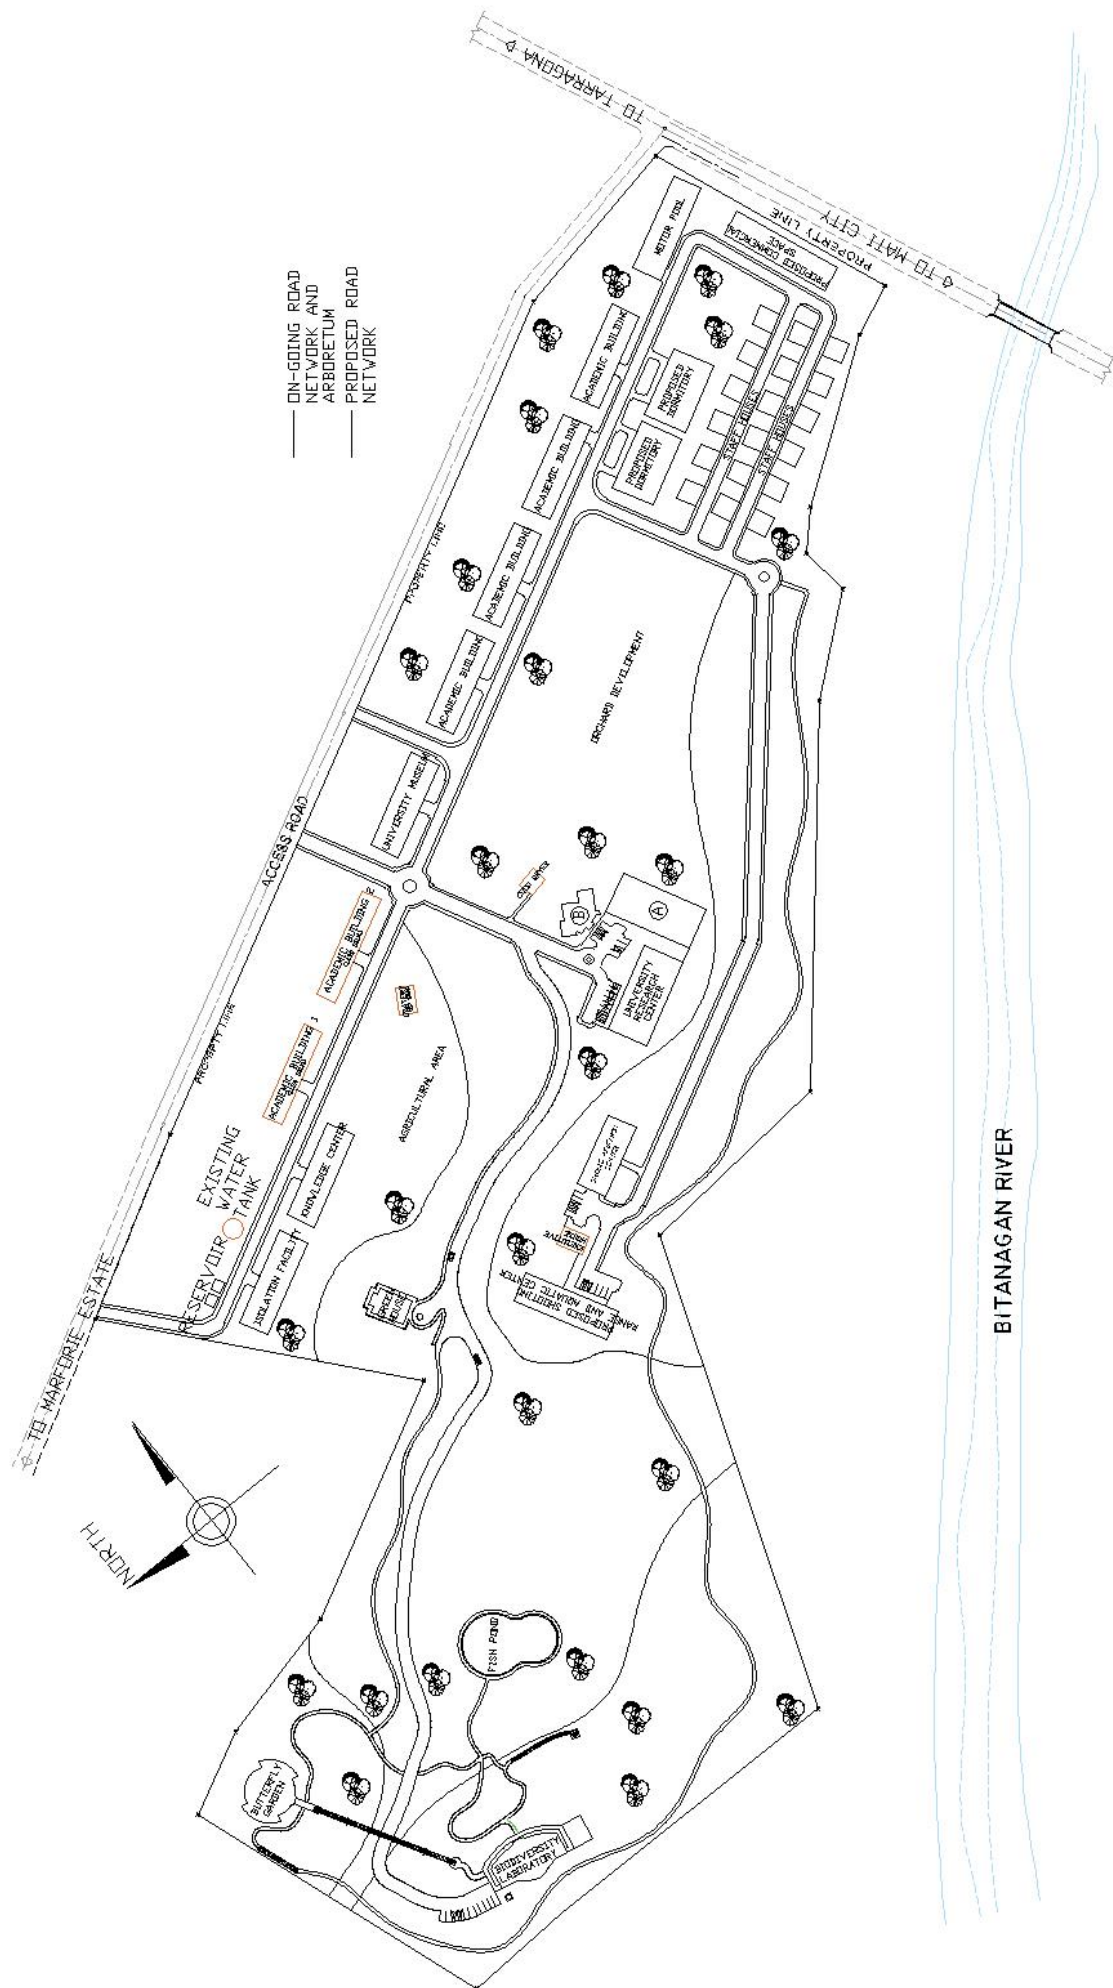 TO TARRAGONA
ON-GOING ROAD
NETWORK AND
ARBORETUM
PROPOSED ROAD
NETWORK
MOTOR POOL
PROPERTY LINE
TO MATI CITY
PROPOSED COMMERCIAL
SPACE
ACADEMIC BUILDING
ACADEMIC BUILDING
ACADEMIC BUILDING
ACADEMIC BUILDING
PROPOSED
DORMITORY
PROPOSED
DORMITORY
STAFF HOUSES
STAFF HOUSES
PROPERTY LINE
ORCHARD DEVELOPMENT
UNIVERSITY MUSEUM
ACCESS ROAD
ACADEMIC BUILDING 2
ACADEMIC BUILDING 1
PROPERTY LINE
B
A
UNIVERSITY
RESEARCH
CENTER
AGRICULTURAL AREA
EXISTING
WATER
TANK
RESERVOIR
KNOWLEDGE CENTER
ISOLATION FACILITY
EXECUTIVE
HOUSE
PROPOSED SHOOTING
RANGE AND AQUATIC CENTER
GREEN
HOUSE
TO MARFORIE ESTATE
NORTH
FISH POND
BUTTERFLY
GARDEN
BIODIVERSITY
LABORATORY
BITANAGAN RIVER